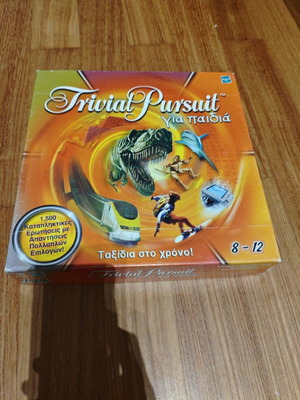 Trivial Pursuit
για παιδιά
1,500
Καταπληκτικές
Ερωτήσεις με
Απαντήσεις
Πολλαπλών
Επιλογών!
Ταξίδια στο χρόνο!
8 - 12
Trivial Pursuit